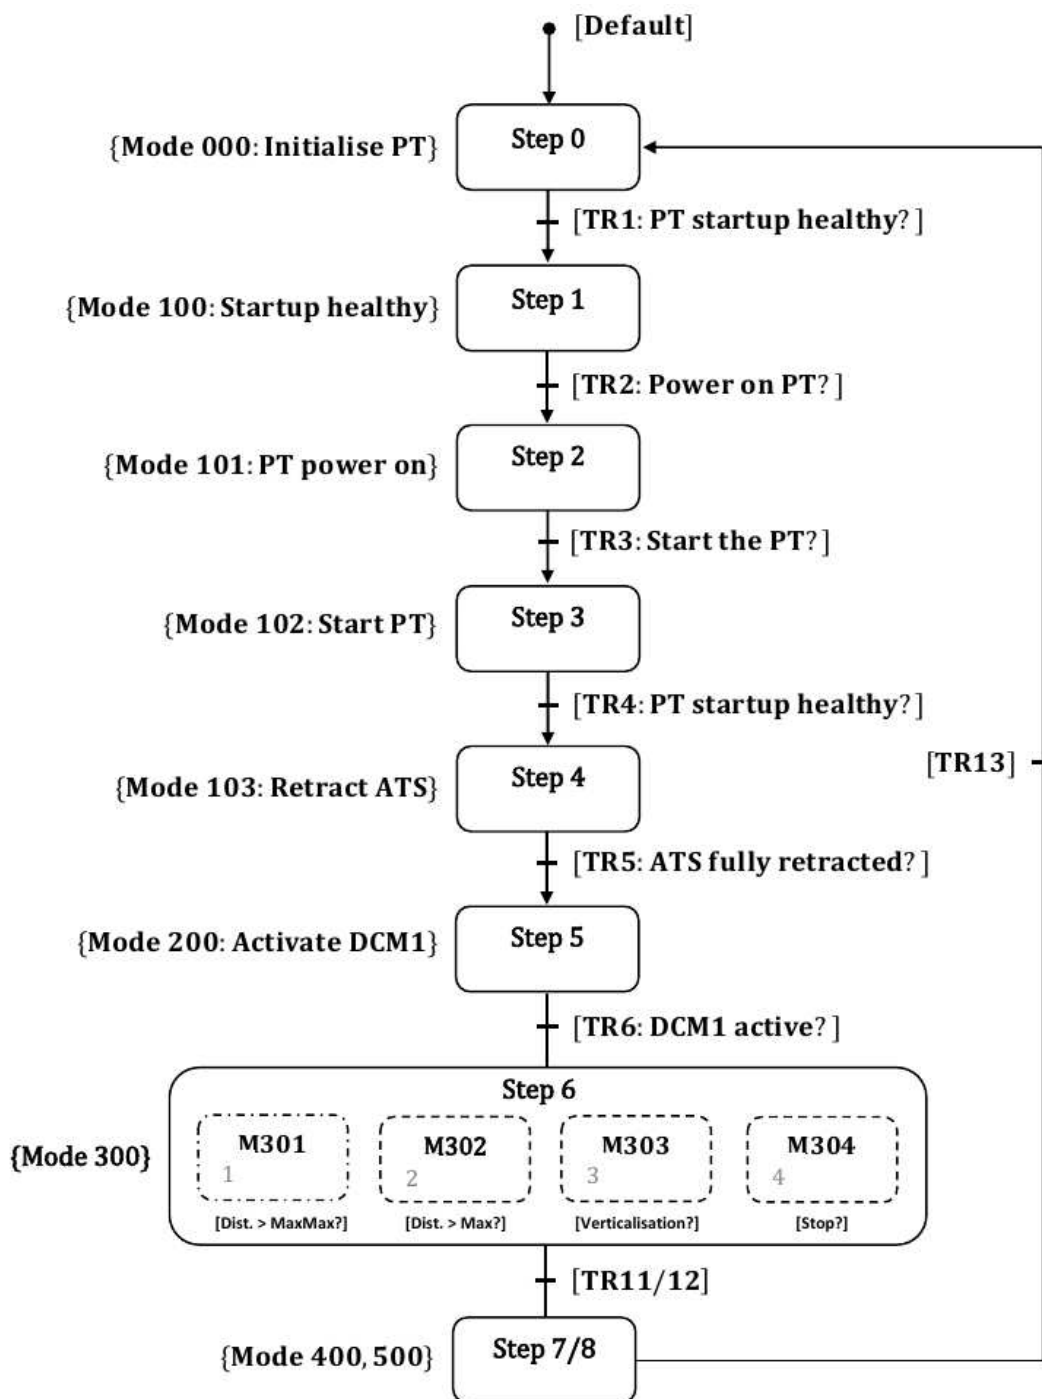 [Default]
Step 0
{Mode 000: Initialise PT}
[TR1: PT startup healthy? ]
Step 1
{Mode 100: Startup healthy}
[TR2: Power on PT? ]
Step 2
{Mode 101: PT power on}
[TR3: Start the PT?]
Step 3
{Mode 102: Start PT}
[TR4: PT startup healthy? ]
Step 4
{Mode 103: Retract ATS}
[TR13]
[TR5: ATS fully retracted? ]
Step 5
{Mode 200: Activate DCM1}
[TR6: DCM1 active? ]
Step 6
{Mode 300}
M301
1
[Dist. > MaxMax?]
M302
2
[Dist. > Max?]
M303
3
[Verticalisation?]
M304
4
[Stop?]
[TR11/12]
Step 7/8
{Mode 400, 500}